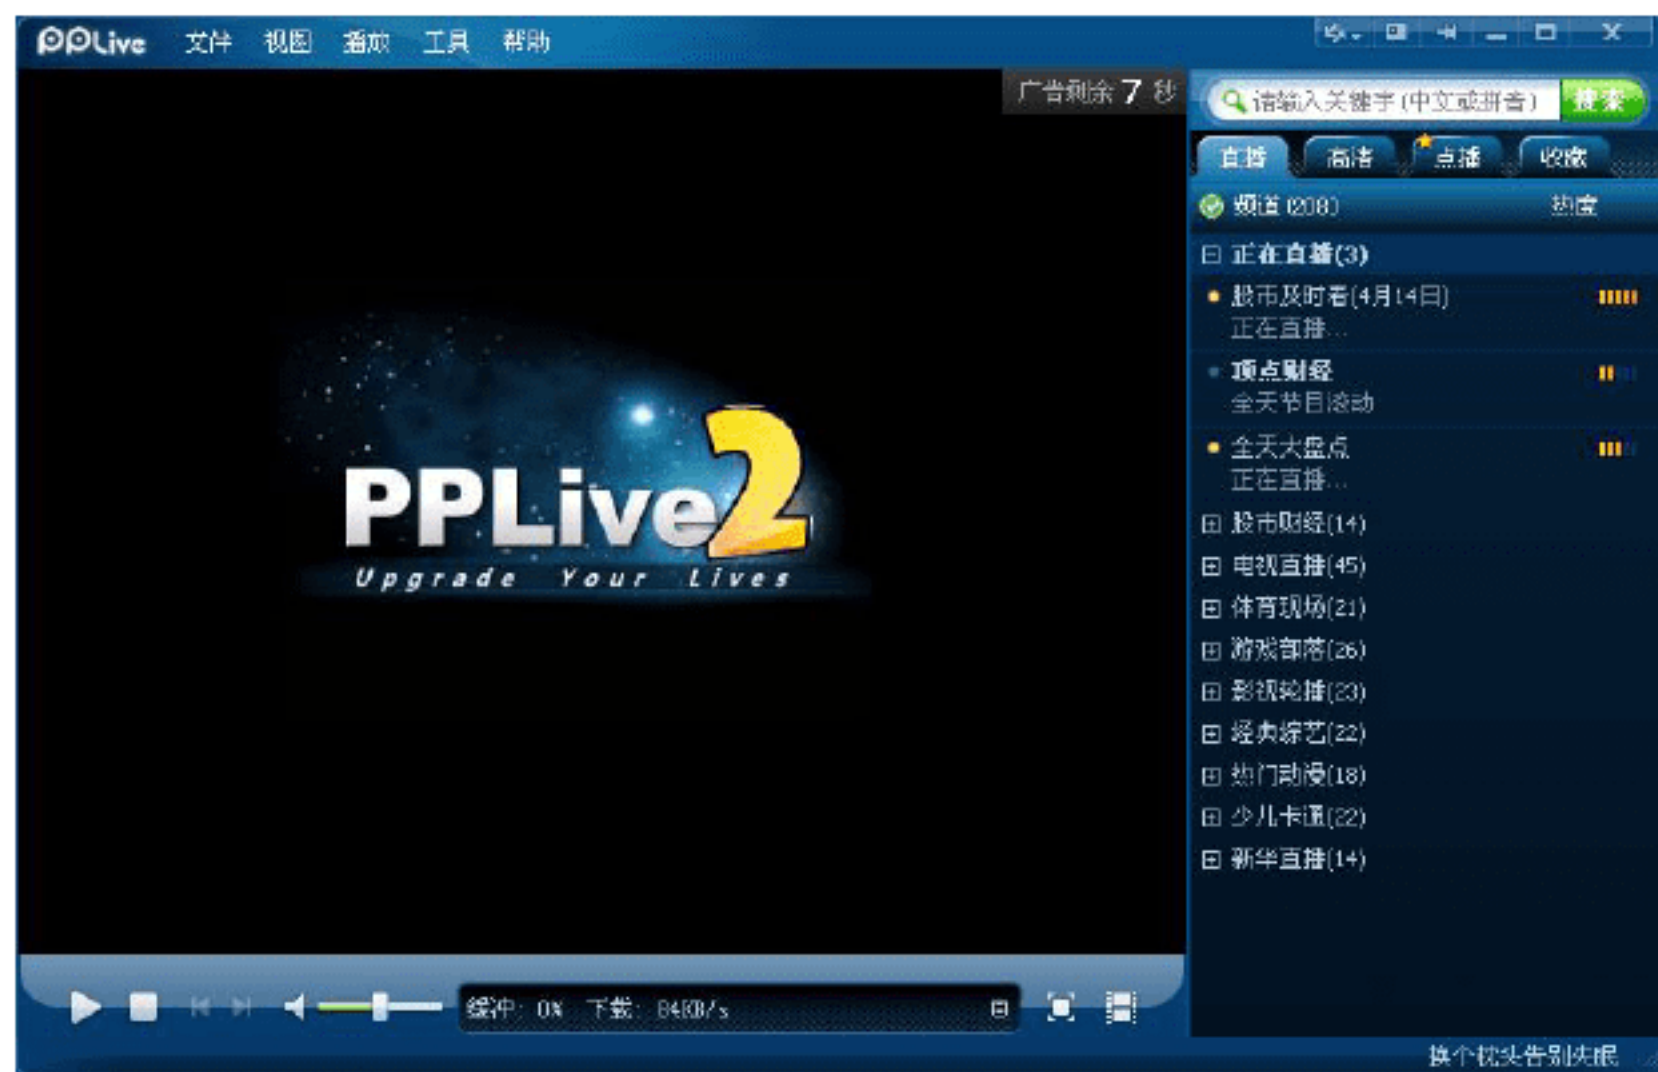 PPLive 文件 视图 播放 工具 帮助
广告剩余 7 秒
请输入关键字(中文或拼音) 搜索
直播 高清 点播 收藏
频道(208) 热度
正在直播(3)
股市及时看(4月14日)
正在直播...
顶点财经
全天节目滚动
全天大盘点
正在直播...
股市财经(14)
电视直播(45)
体育现场(21)
游戏部落(26)
影视轮播(23)
经典综艺(22)
热门动漫(18)
少儿卡通(22)
新华直播(14)
PPLive2
Upgrade Your Lives
缓冲: 0% 下载: 84KB/s
换个枕头告别失眠